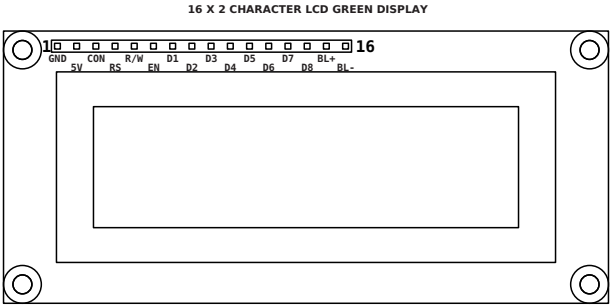 16 X 2 CHARACTER LCD GREEN DISPLAY
1 16
GND CON R/W D1 D3 D5 D7 BL+
5V RS EN D2 D4 D6 D8 BL-